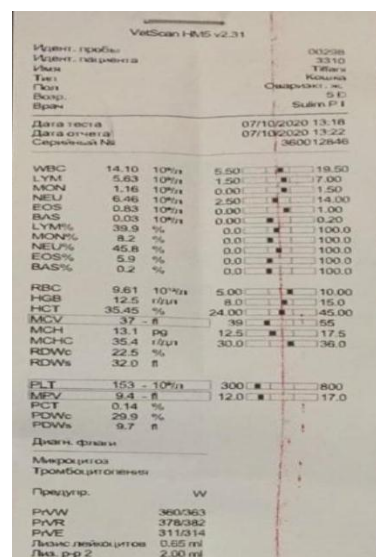 VetScan HM5 v2.31
Идент. пробы 00298
Идент. пациента 3310
Имя Tiffani
Тип Кошка
Пол Овариэкт. ж.
Возр. 5 D
Врач Sulim P I
Дата теста 07/10/2020 13:18
Дата отчета 07/10/2020 13:22
Серийный № 360012846
WBC 14.10 10⁹/л 5.50 19.50
LYM 5.63 10⁹/л 1.50 7.00
MON 1.16 10⁹/л 0.00 1.50
NEU 6.46 10⁹/л 2.50 14.00
EOS 0.83 10⁹/л 0.00 1.00
BAS 0.03 10⁹/л 0.00 0.20
LYM% 39.9 % 0.0 100.0
MON% 8.2 % 0.0 100.0
NEU% 45.8 % 0.0 100.0
EOS% 5.9 % 0.0 100.0
BAS% 0.2 % 0.0 100.0
RBC 9.61 10¹²/л 5.00 10.00
HGB 12.5 г/дл 8.0 15.0
HCT 35.45 % 24.00 45.00
MCV 37 - fl 39 55
MCH 13.1 pg 12.5 17.5
MCHC 35.4 г/дл 30.0 36.0
RDWc 22.5 %
RDWs 32.0 fl
PLT 153 - 10⁹/л 300 800
MPV 9.4 - fl 12.0 17.0
PCT 0.14 %
PDWc 29.9 %
PDWs 9.7 fl
Диагн. флаги
Микроцитоз
Тромбоцитопения
Предупр. W
PrVW 360/363
PrVR 378/382
PrVE 311/314
Лизис лейкоцитов 0.65 ml
Лиз. р-р 2 2.00 ml